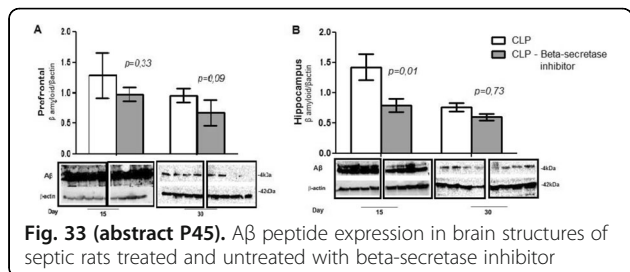 A
2.0
1.5
1.0
0.5
0.0
Prefrontal
β amyloid/βactin
p=0,33
p=0,09
Aβ
-4kDa
β-actin
-42kDa
Day
15
30
B
2.0
1.5
1.0
0.5
0.0
Hippocampus
β amyloid/βactin
p=0,01
p=0,73
CLP
CLP - Beta-secretase
inhibitor
Aβ
-4kDa
β-actin
-42kDa
Day
15
30
Fig. 33 (abstract P45). Aβ peptide expression in brain structures of
septic rats treated and untreated with beta-secretase inhibitor